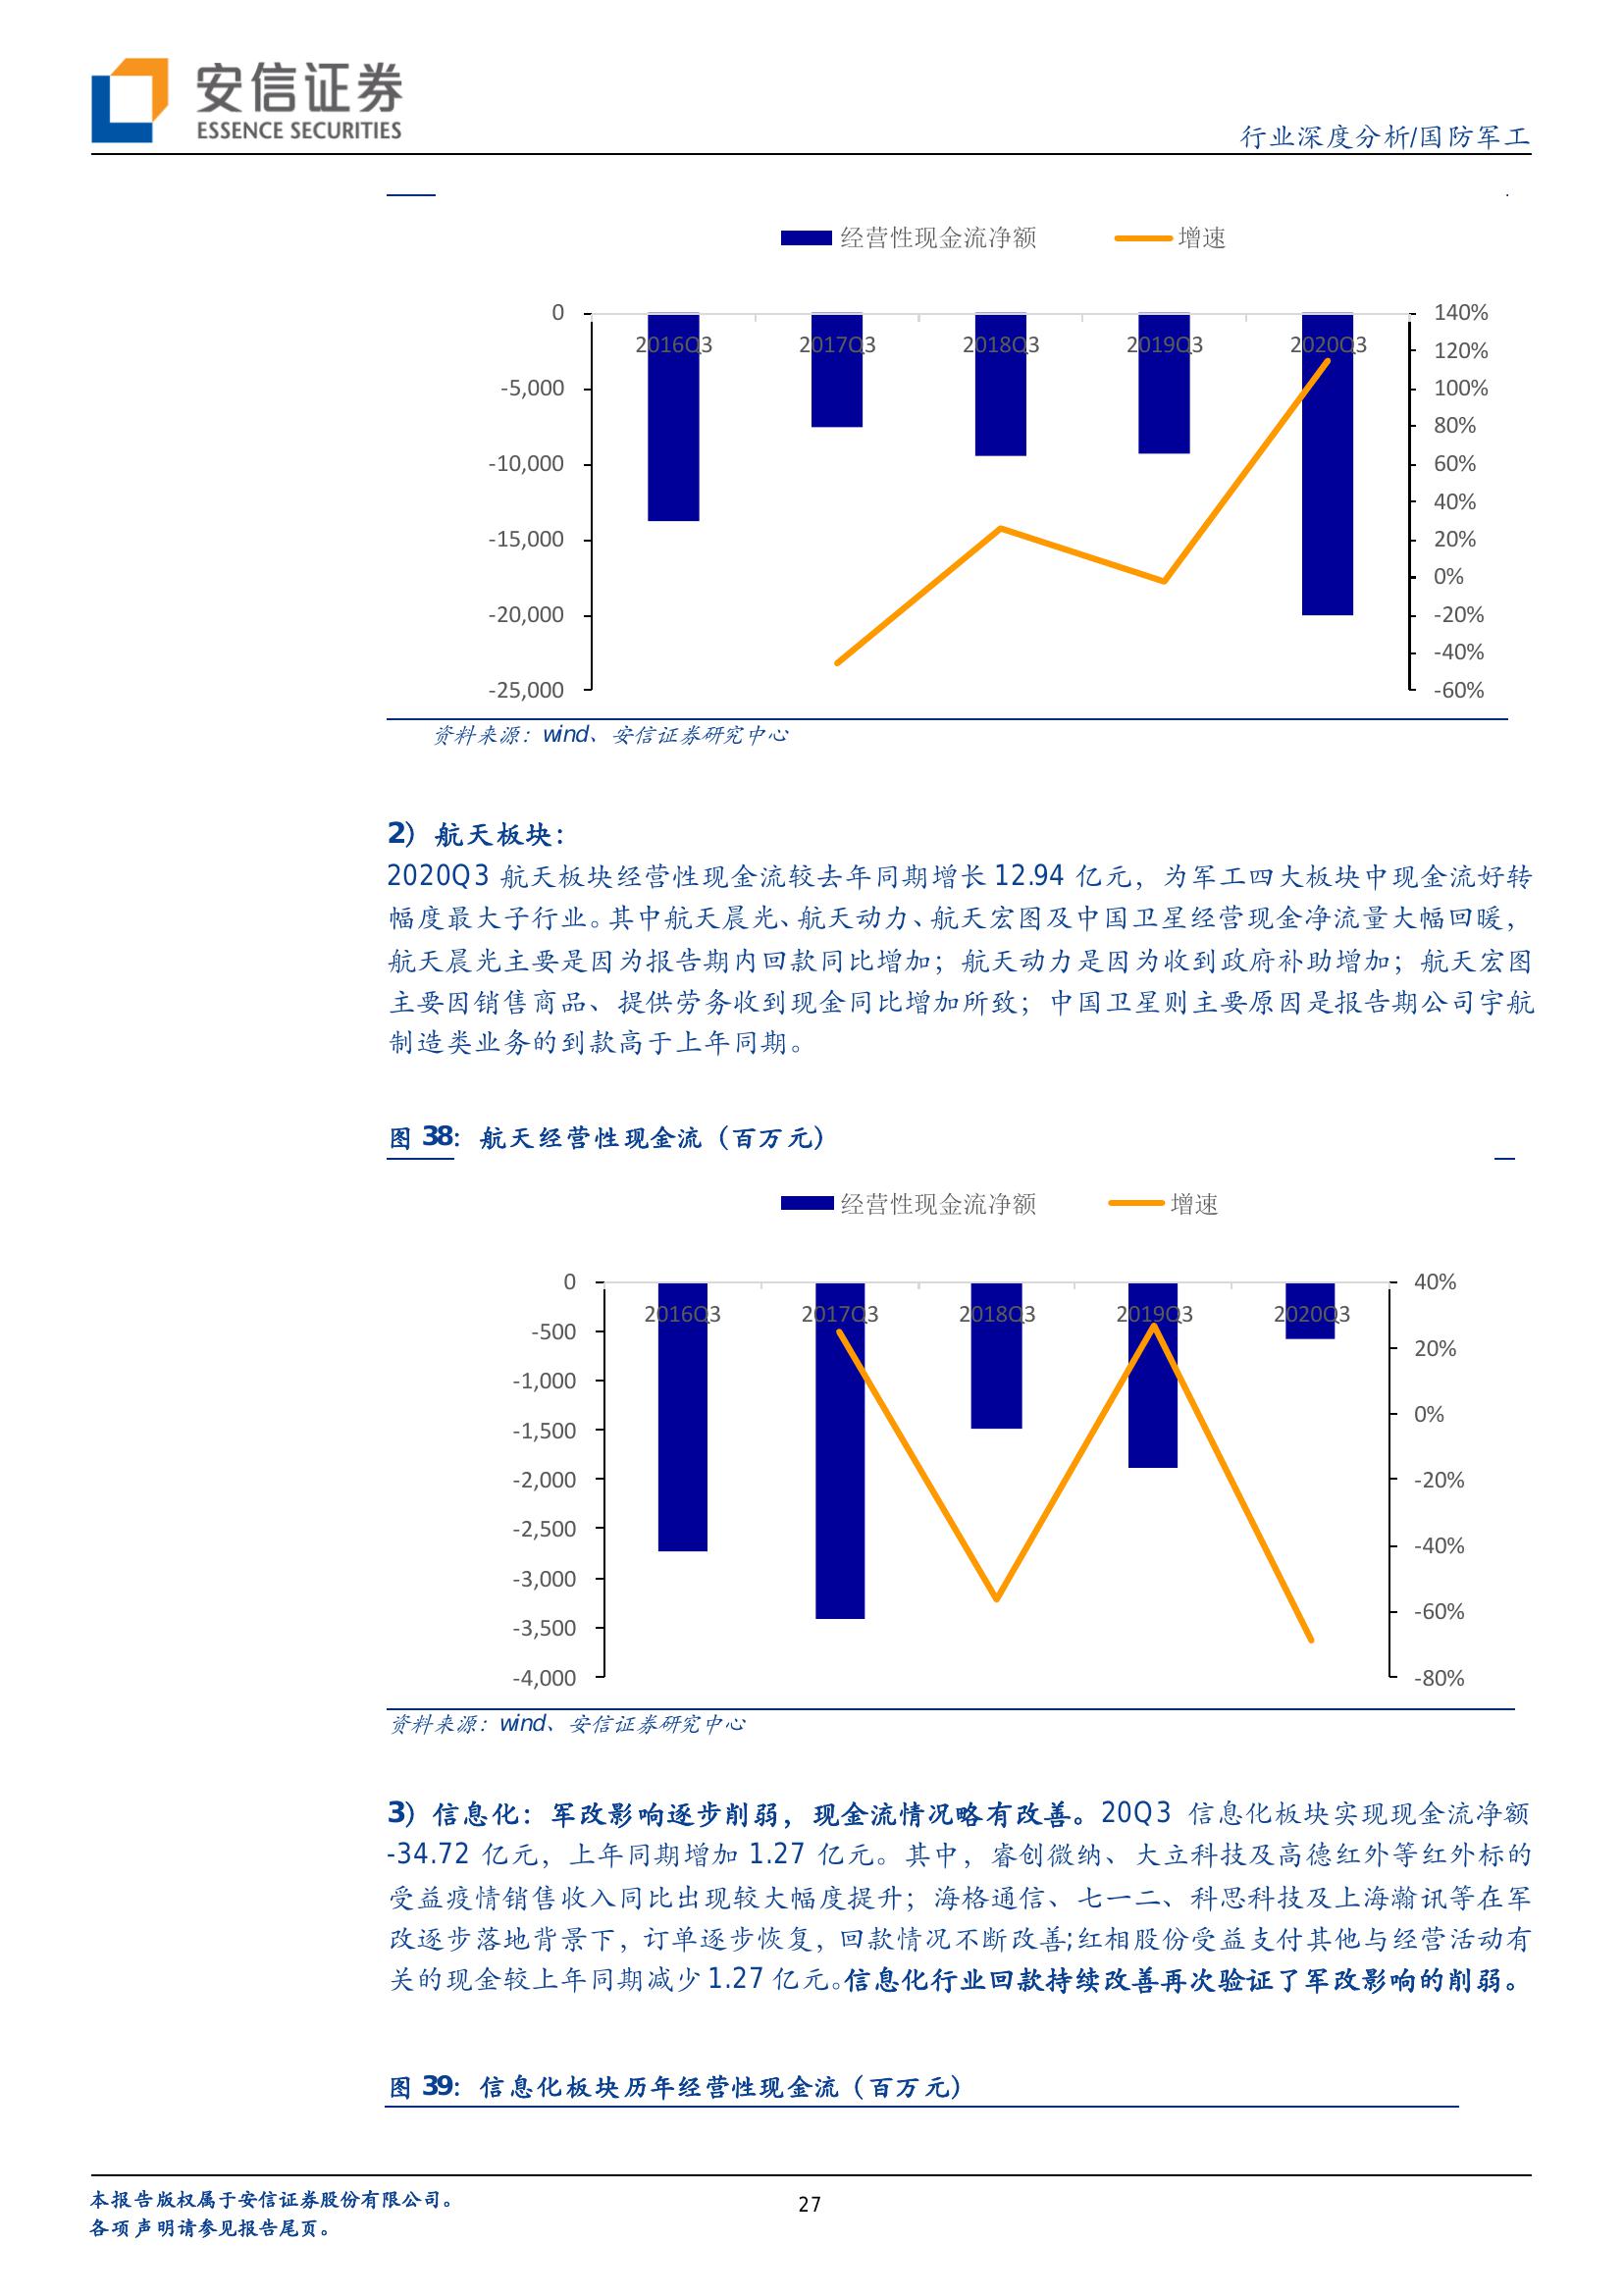 安信证券
ESSENCE SECURITIES
行业深度分析/国防军工
经营性现金流净额
增速
0
-5,000
-10,000
-15,000
-20,000
-25,000
2016Q3
2017Q3
2018Q3
2019Q3
2020Q3
140%
120%
100%
80%
60%
40%
20%
0%
-20%
-40%
-60%
资料来源：wind、安信证券研究中心
2）航天板块：
2020Q3 航天板块经营性现金流较去年同期增长 12.94 亿元，为军工四大板块中现金流好转
幅度最大子行业。其中航天晨光、航天动力、航天宏图及中国卫星经营现金净流量大幅回暖，
航天晨光主要是因为报告期内回款同比增加；航天动力是因为收到政府补助增加；航天宏图
主要因销售商品、提供劳务收到现金同比增加所致；中国卫星则主要原因是报告期公司宇航
制造类业务的到款高于上年同期。
图 38：航天经营性现金流（百万元）
经营性现金流净额
增速
0
-500
-1,000
-1,500
-2,000
-2,500
-3,000
-3,500
-4,000
2016Q3
2017Q3
2018Q3
2019Q3
2020Q3
40%
20%
0%
-20%
-40%
-60%
-80%
资料来源：wind、安信证券研究中心
3）信息化：军改影响逐步削弱，现金流情况略有改善。20Q3 信息化板块实现现金流净额
-34.72 亿元，上年同期增加 1.27 亿元。其中，睿创微纳、大立科技及高德红外等红外标的
受益疫情销售收入同比出现较大幅度提升；海格通信、七一二、科思科技及上海瀚讯等在军
改逐步落地背景下，订单逐步恢复，回款情况不断改善;红相股份受益支付其他与经营活动有
关的现金较上年同期减少 1.27 亿元。信息化行业回款持续改善再次验证了军改影响的削弱。
图 39：信息化板块历年经营性现金流（百万元）
本报告版权属于安信证券股份有限公司。
各项声明请参见报告尾页。
27